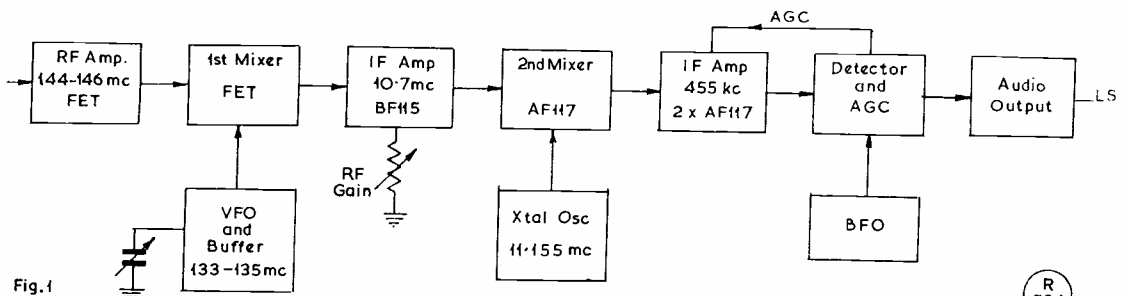 AGC
RF Amp.
144-146mc
FET
1st Mixer
FET
IF Amp
10·7mc
BF115
2nd Mixer
AF117
IF Amp
455 kc
2 x AF117
Detector
and
AGC
Audio
Output
LS
RF
Gain
VFO
and
Buffer
133-135mc
Xtal Osc
11·155 mc
BFO
Fig.1
R